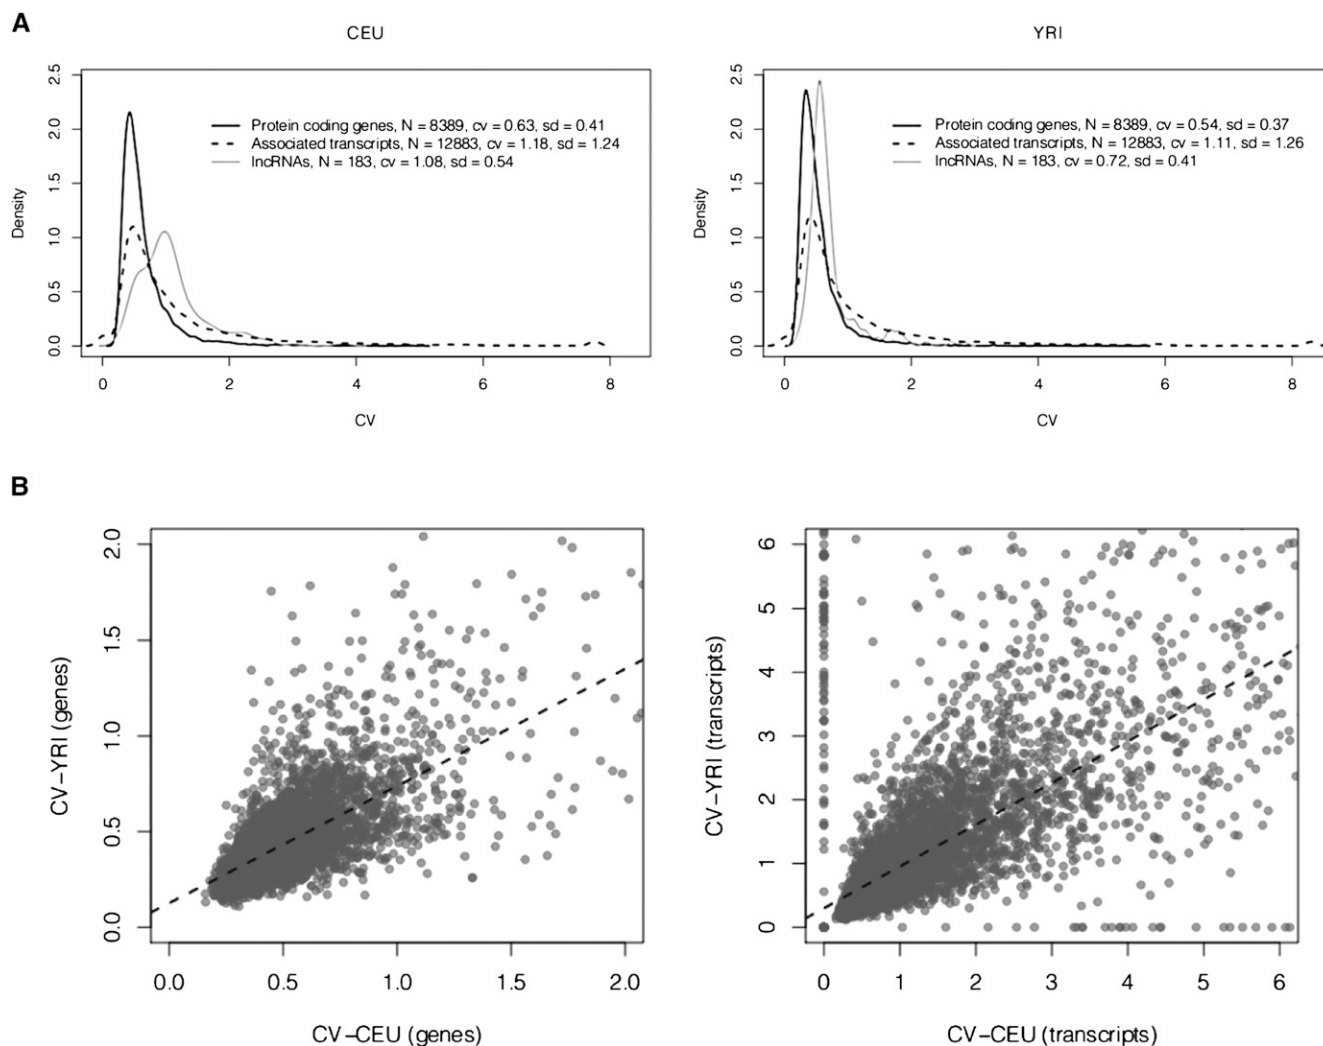 A
CEU
YRI
2.5
2.0
1.5
1.0
0.5
0.0
Density
Protein coding genes, N = 8389, cv = 0.63, sd = 0.41
Associated transcripts, N = 12883, cv = 1.18, sd = 1.24
lncRNAs, N = 183, cv = 1.08, sd = 0.54
0 2 4 6 8
CV
2.5
2.0
1.5
1.0
0.5
0.0
Density
Protein coding genes, N = 8389, cv = 0.54, sd = 0.37
Associated transcripts, N = 12883, cv = 1.11, sd = 1.26
lncRNAs, N = 183, cv = 0.72, sd = 0.41
0 2 4 6 8
CV
B
2.0
1.5
1.0
0.5
0.0
CV-YRI (genes)
0.0 0.5 1.0 1.5 2.0
CV-CEU (genes)
6
5
4
3
2
1
0
CV-YRI (transcripts)
0 1 2 3 4 5 6
CV-CEU (transcripts)